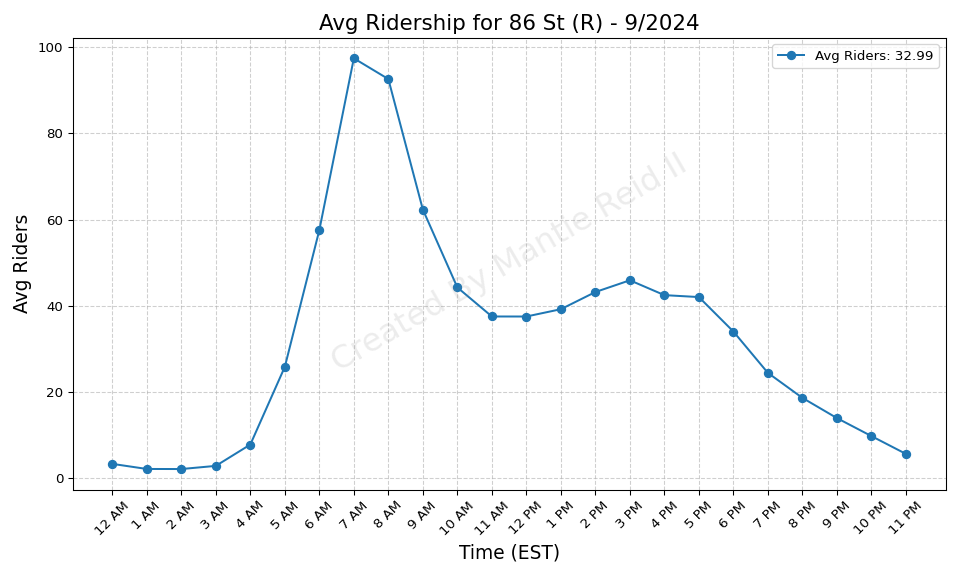 Avg Ridership for 86 St (R) - 9/2024
Avg Riders: 32.99
100
80
60
40
20
0
Avg Riders
Created By Mantle Reid II
12 AM
1 AM
2 AM
3 AM
4 AM
5 AM
6 AM
7 AM
8 AM
9 AM
10 AM
11 AM
12 PM
1 PM
2 PM
3 PM
4 PM
5 PM
6 PM
7 PM
8 PM
9 PM
10 PM
11 PM
Time (EST)